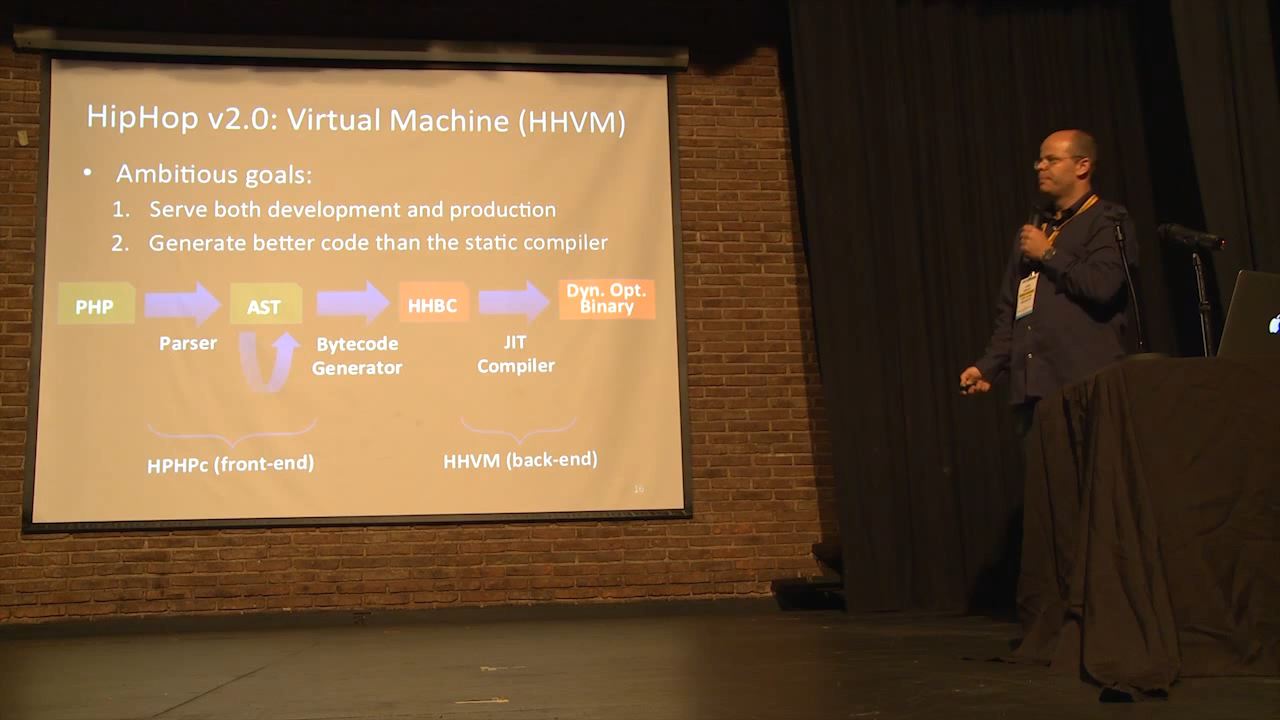 HipHop v2.0: Virtual Machine (HHVM)
• Ambitious goals:
1. Serve both development and production
2. Generate better code than the static compiler
PHP
AST
HHBC
Dyn. Opt.
Binary
Parser
Bytecode
Generator
JIT
Compiler
HPHPc (front-end)
HHVM (back-end)
16